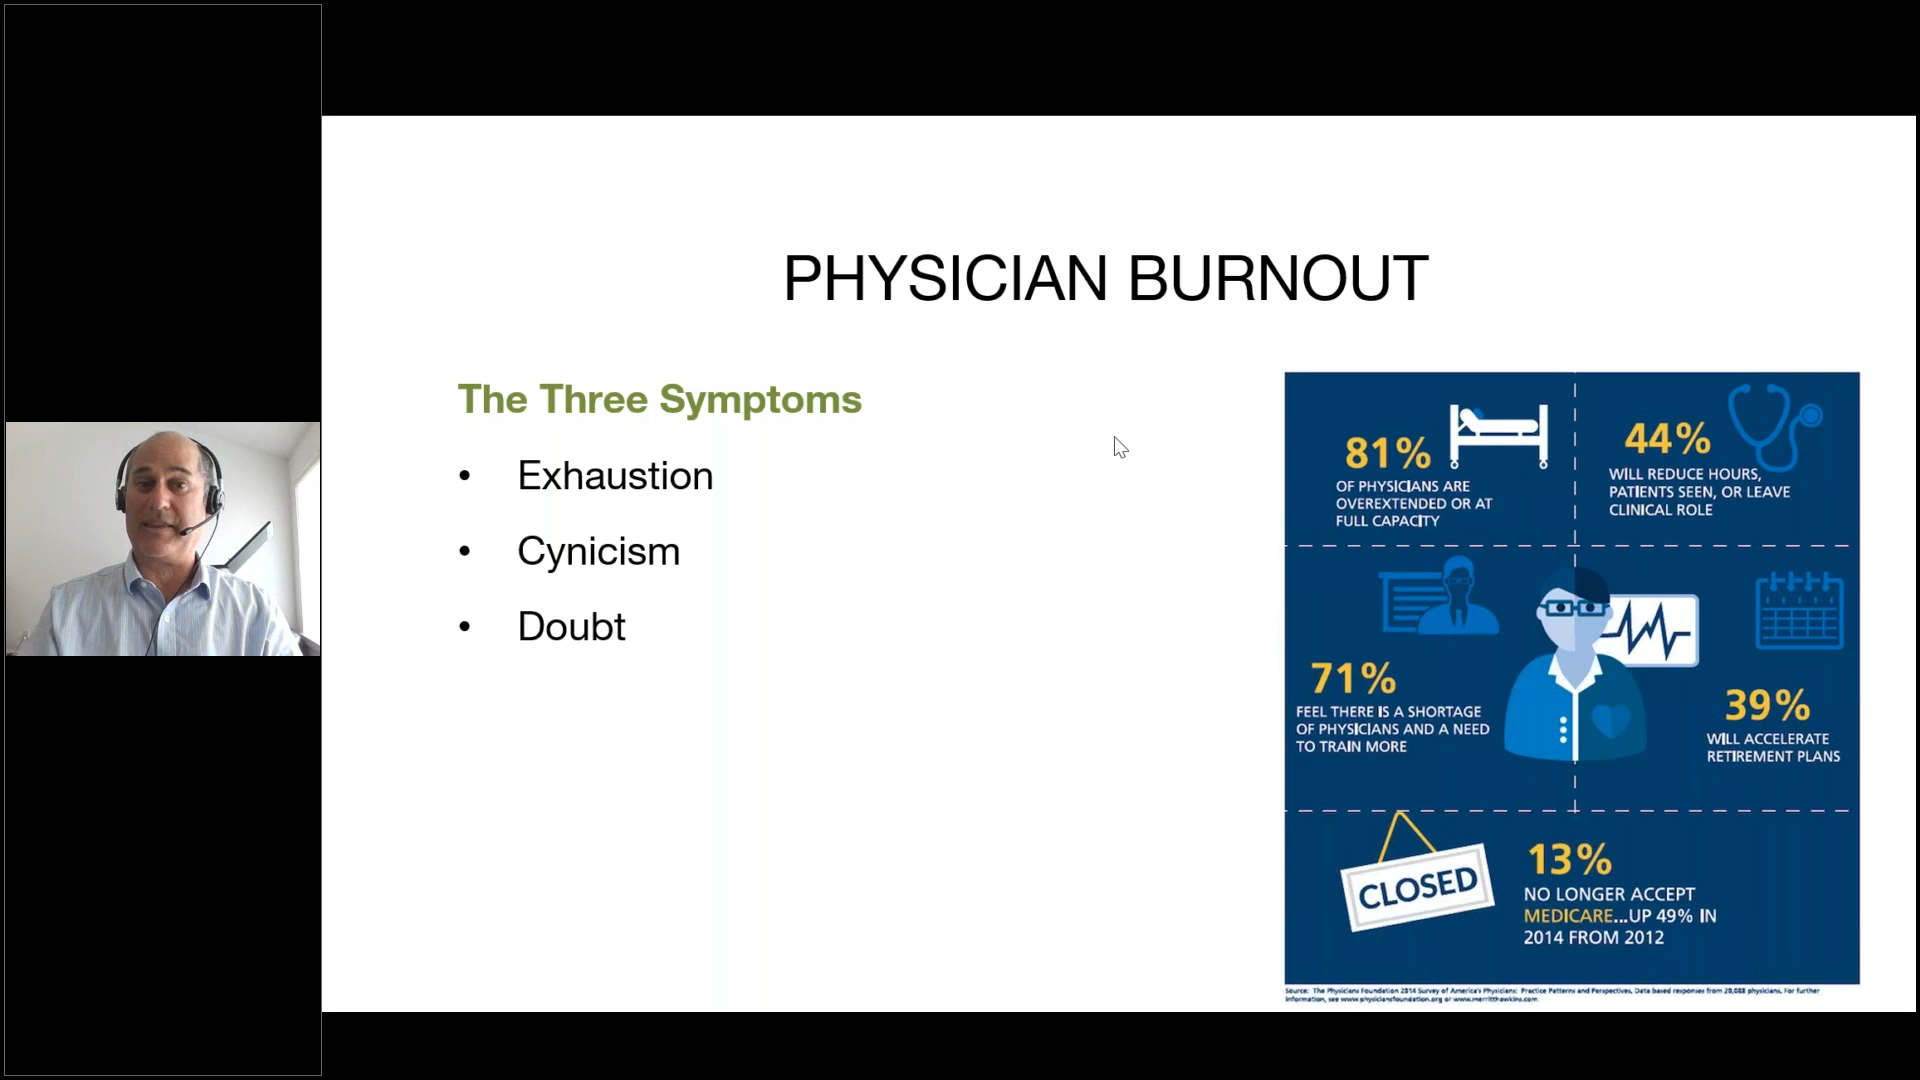 PHYSICIAN BURNOUT
The Three Symptoms
• Exhaustion
• Cynicism
• Doubt
81%
OF PHYSICIANS ARE
OVEREXTENDED OR AT
FULL CAPACITY
44%
WILL REDUCE HOURS,
PATIENTS SEEN, OR LEAVE
CLINICAL ROLE
71%
FEEL THERE IS A SHORTAGE
OF PHYSICIANS AND A NEED
TO TRAIN MORE
39%
WILL ACCELERATE
RETIREMENT PLANS
CLOSED
13%
NO LONGER ACCEPT
MEDICARE...UP 49% IN
2014 FROM 2012
Source: The Physicians Foundation 2014 Survey of America's Physicians: Practice Patterns and Perspectives. Data based responses from 20,088 physicians. For further
information, see www.physiciansfoundation.org or www.merritthawkins.com